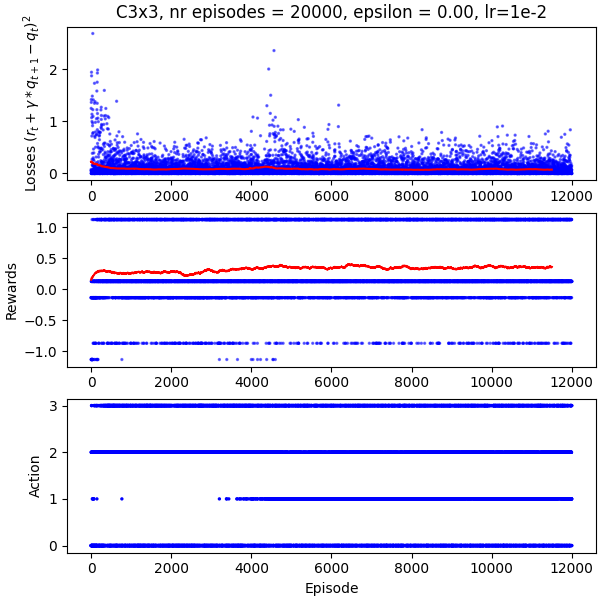 C3x3, nr episodes = 20000, epsilon = 0.00, lr=1e-2
Losses $(r_t + \gamma * q_{t+1} - q_t)^2$
2
1
0
0 2000 4000 6000 8000 10000 12000
Rewards
1.0
0.5
0.0
−0.5
−1.0
0 2000 4000 6000 8000 10000 12000
Action
3
2
1
0
0 2000 4000 6000 8000 10000 12000
Episode